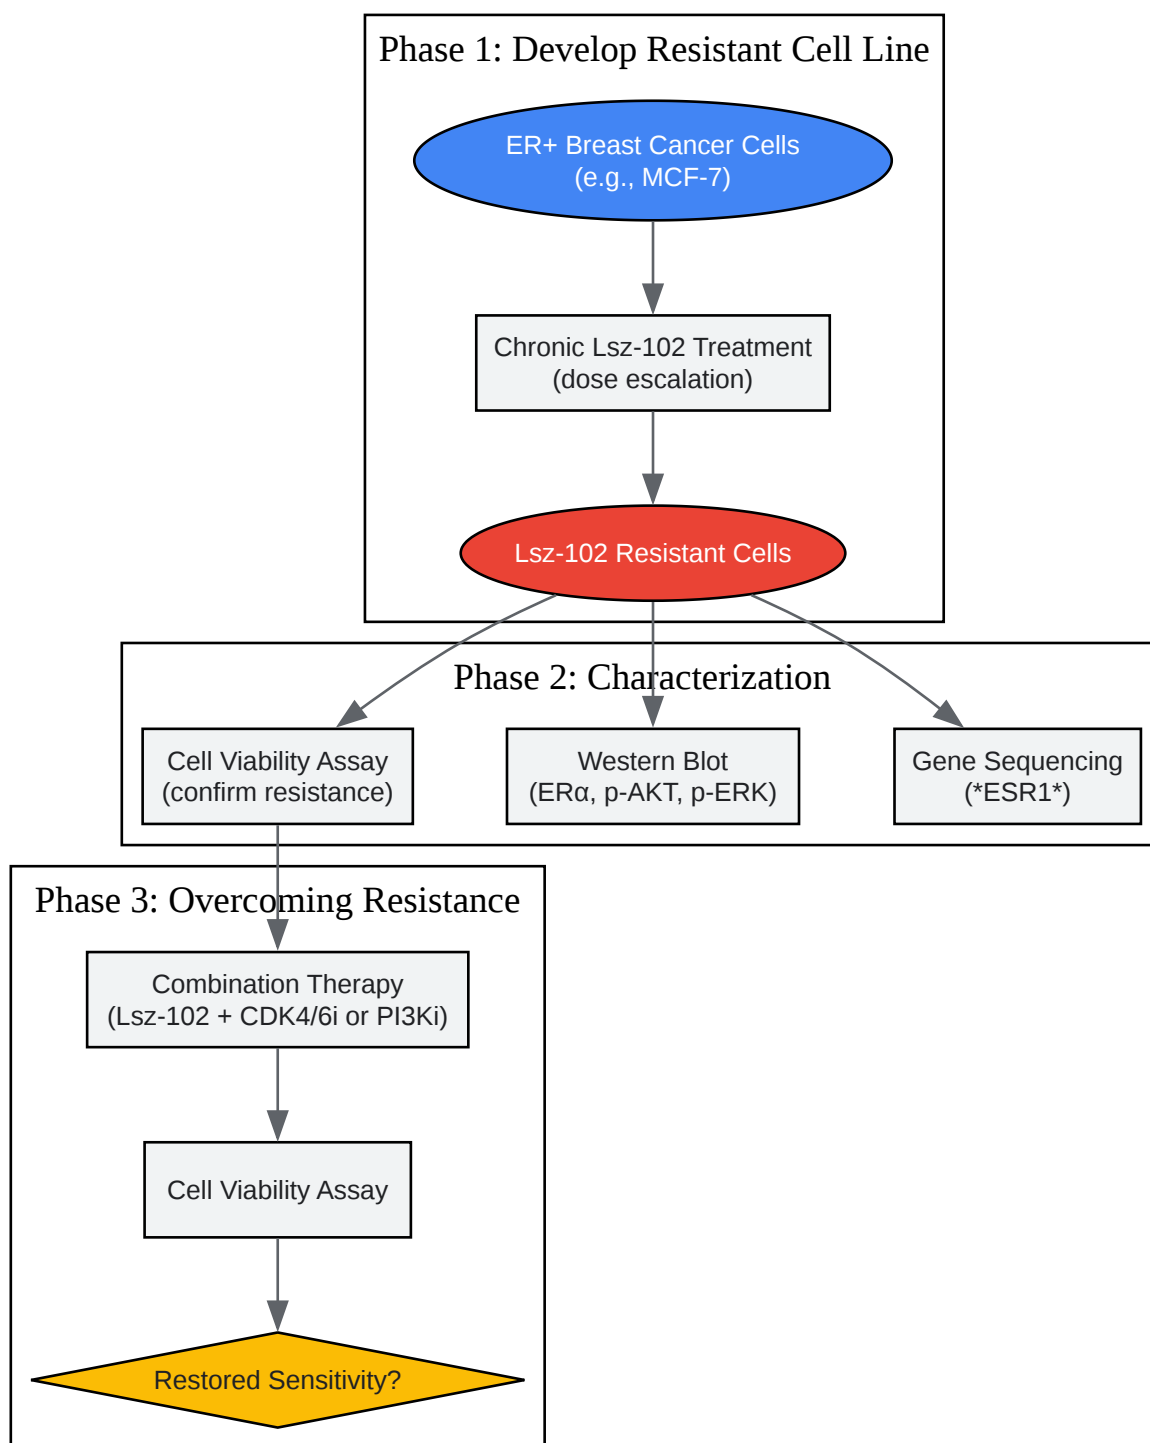 Phase 1: Develop Resistant Cell Line
ER+ Breast Cancer Cells
(e.g., MCF-7)
Chronic Lsz-102 Treatment
(dose escalation)
Lsz-102 Resistant Cells
Phase 2: Characterization
Cell Viability Assay
(confirm resistance)
Western Blot
(ERα, p-AKT, p-ERK)
Gene Sequencing
(*ESR1*)
Phase 3: Overcoming Resistance
Combination Therapy
(Lsz-102 + CDK4/6i or PI3Ki)
Cell Viability Assay
Restored Sensitivity?